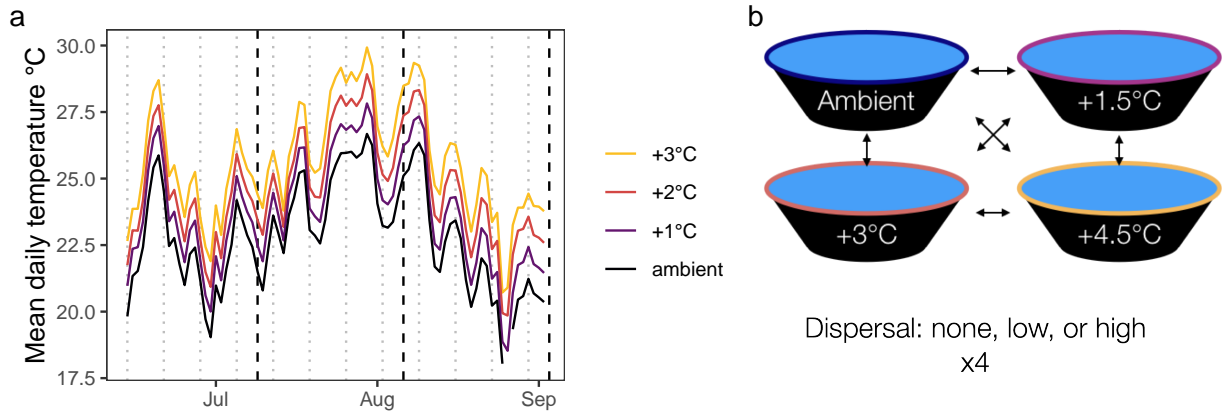 a
Mean daily temperature °C
30.0
27.5
25.0
22.5
20.0
17.5
Jul
Aug
Sep
+3°C
+2°C
+1°C
ambient
b
Ambient
+1.5°C
+3°C
+4.5°C
Dispersal: none, low, or high
x4